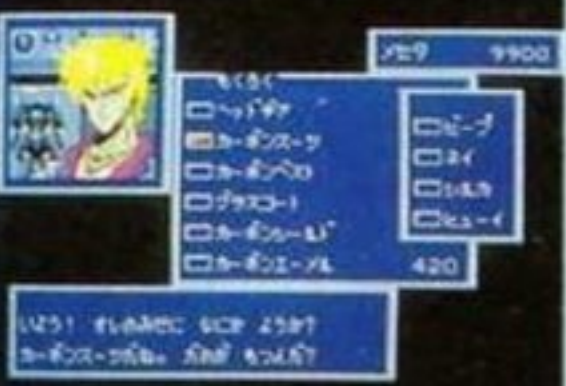 メセタ 9900
もくろく
ヘッドギア
カーボンスーツ
カーボンベスト
グラスコート
カーボンシールド
カーボンエーメル 420
ピーブ
ネイ
シルカ
ヒューイ
いよう! オレのみせに なにか ようか?
カーボンスーツだね。 だれが もつんだ?